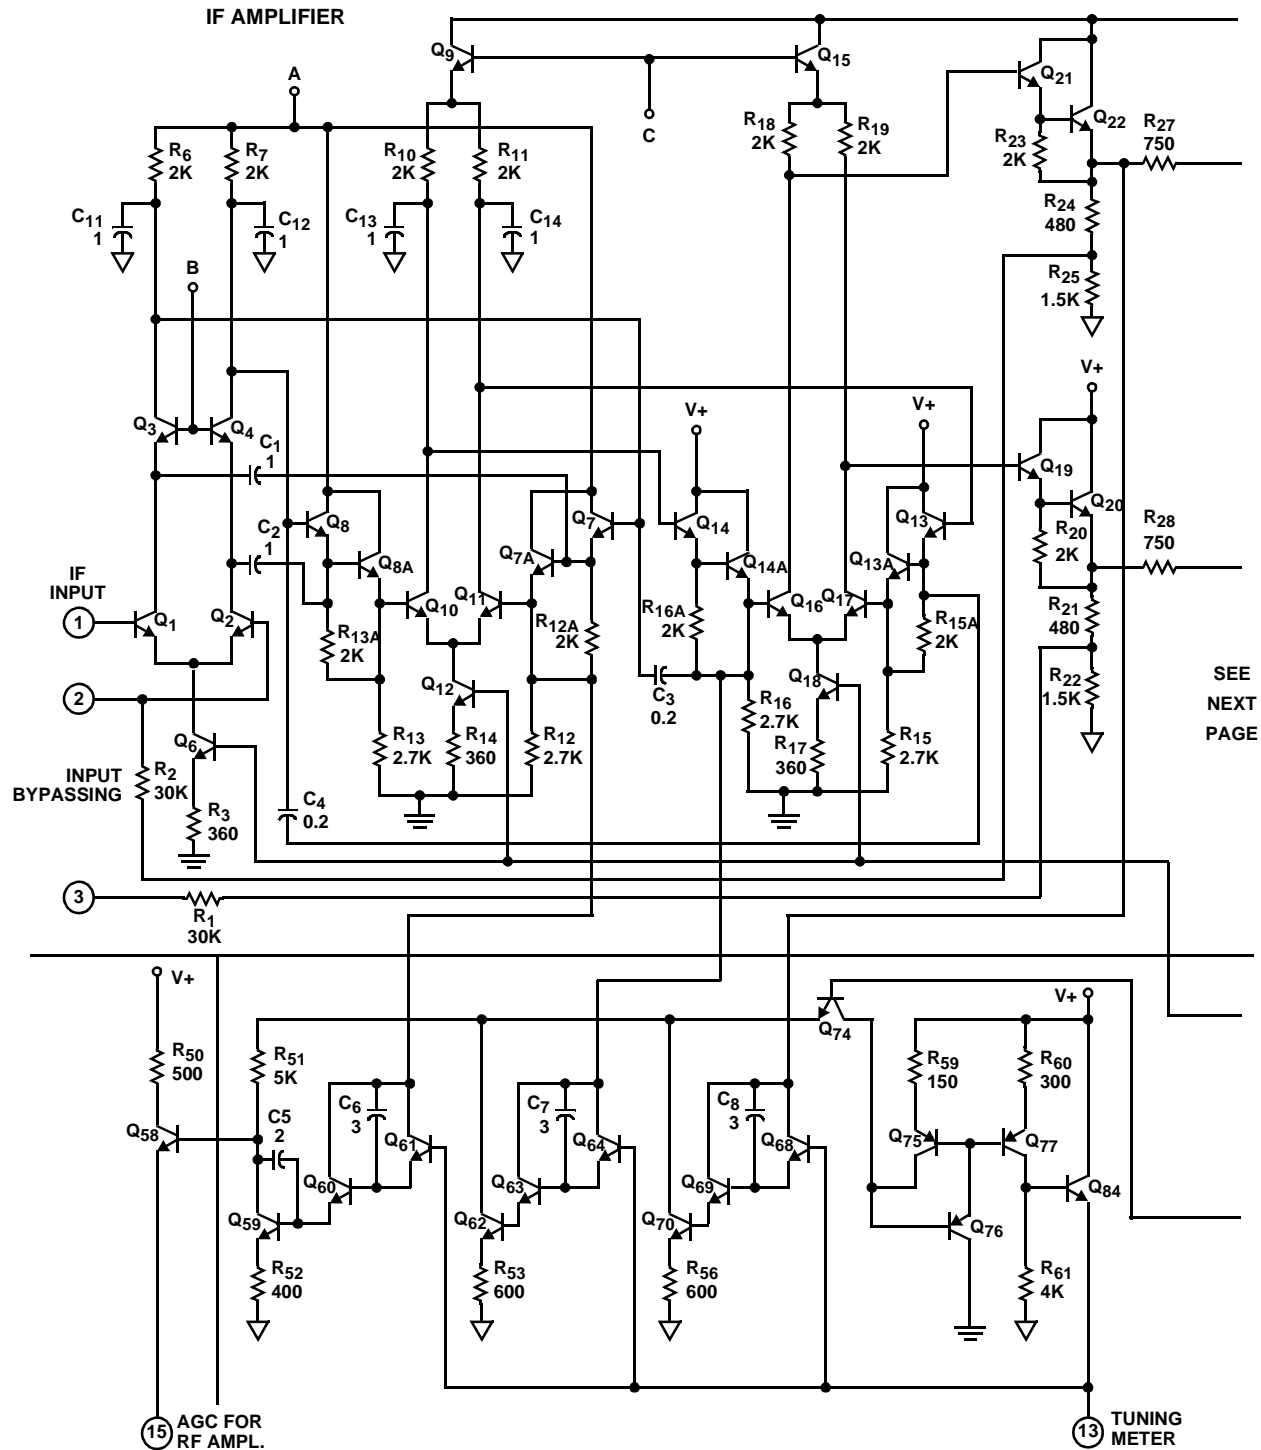 IF AMPLIFIER
Q9
Q15
Q21
A
C
Q22
R27
750
R6
2K
R7
2K
R10
2K
R11
2K
R18
2K
R19
2K
R23
2K
C11
1
C12
1
C13
1
C14
1
R24
480
B
R25
1.5K
V+
V+
V+
Q3
Q4
C1
1
Q19
Q20
C2
1
Q8
Q8A
Q7
Q7A
Q14
Q14A
Q13
Q13A
R20
2K
R28
750
IF
INPUT
1
Q1
Q2
Q10
Q11
R12A
2K
R16A
2K
Q16
Q17
R15A
2K
R21
480
R13A
2K
2
Q12
C3
0.2
Q18
R22
1.5K
SEE
NEXT
PAGE
Q6
INPUT
BYPASSING
R2
30K
R3
360
R13
2.7K
R14
360
R12
2.7K
R16
2.7K
R17
360
R15
2.7K
C4
0.2
3
R1
30K
V+
V+
Q74
R50
500
R51
5K
R59
150
R60
300
C5
2
C6
3
C7
3
C8
3
Q58
Q61
Q64
Q68
Q75
Q77
Q60
Q63
Q69
Q84
Q59
Q62
Q70
Q76
R52
400
R53
600
R56
600
R61
4K
15
AGC FOR
RF AMPL.
13
TUNING
METER